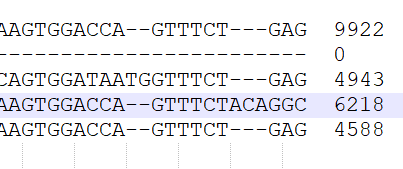 AAGTGGACCA--GTTTCT---GAG 9922
------------------------ 0
CAGTGGATAATGGTTTCT---GAG 4943
AAGTGGACCA--GTTTCTACAGGC 6218
AAGTGGACCA--GTTTCT---GAG 4588